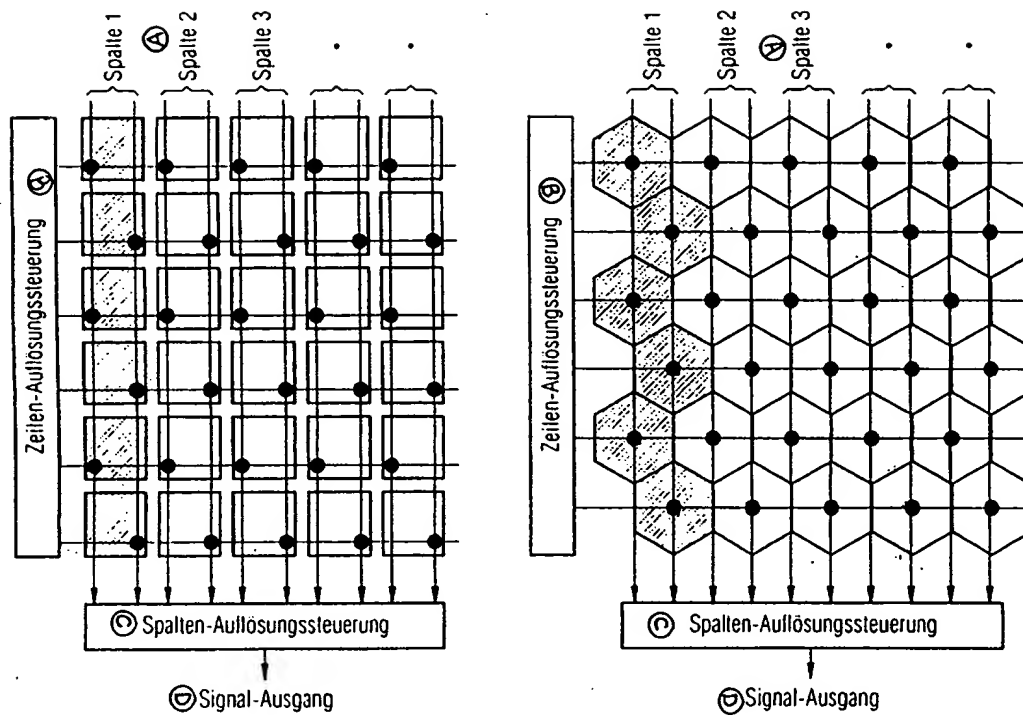 Spalte 1
Ⓐ
Spalte 2
Spalte 3
Zeilen-Auflösungssteuerung Ⓑ
Ⓒ Spalten-Auflösungssteuerung
Ⓓ Signal-Ausgang
Spalte 1
Spalte 2
Ⓐ
Spalte 3
Zeilen-Auflösungssteuerung Ⓑ
Ⓒ Spalten-Auflösungssteuerung
Ⓓ Signal-Ausgang